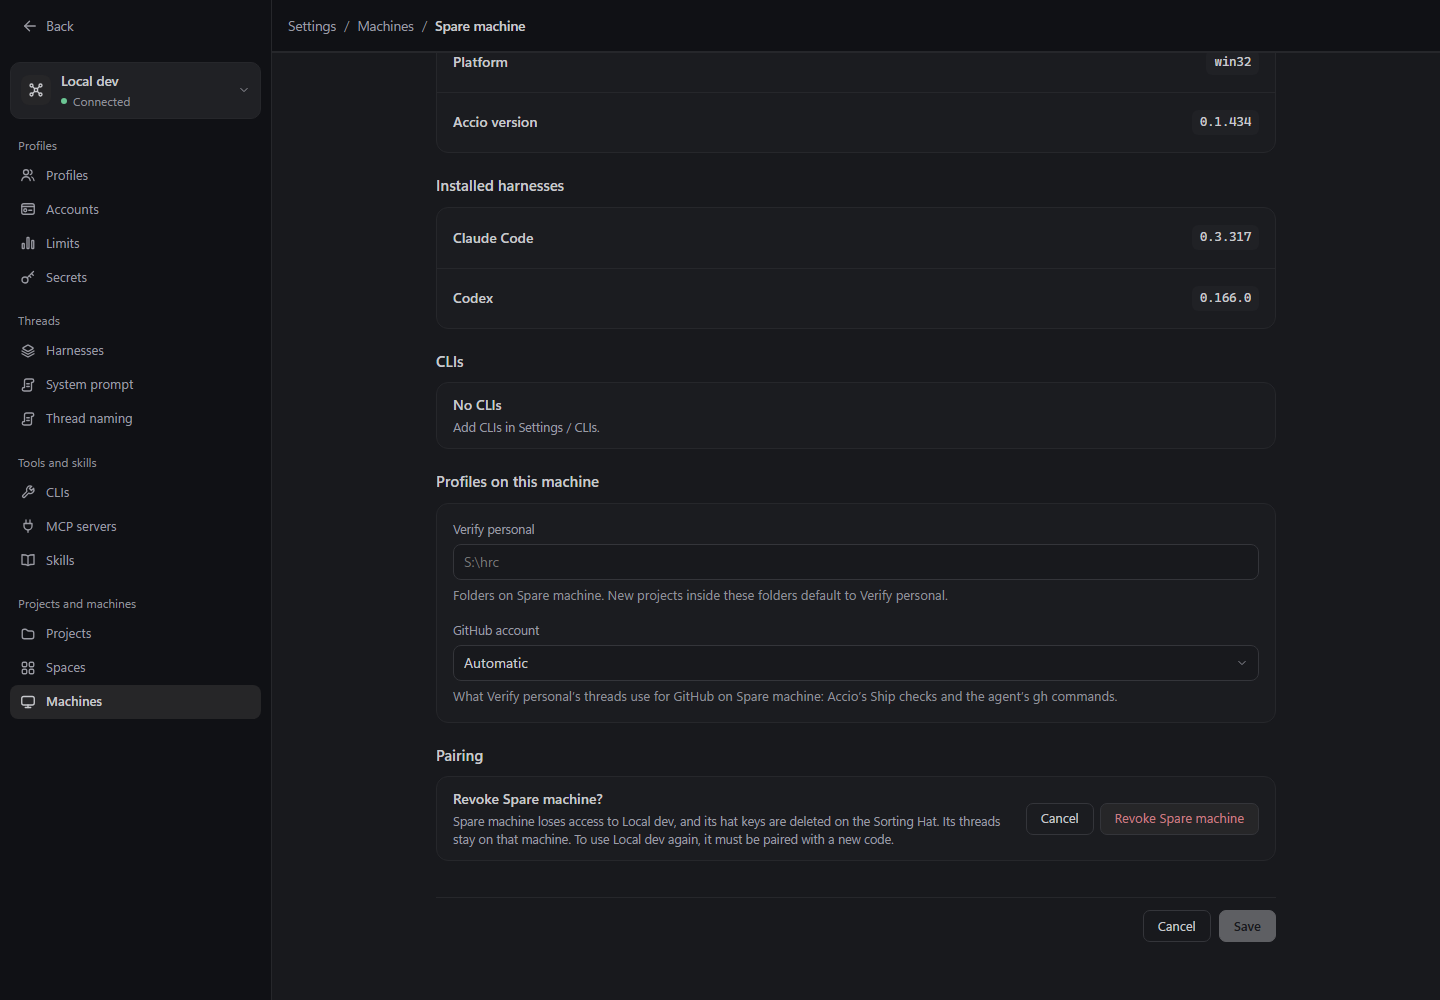 Back
Local dev
Connected
Profiles
Profiles
Accounts
Limits
Secrets
Threads
Harnesses
System prompt
Thread naming
Tools and skills
CLIs
MCP servers
Skills
Projects and machines
Projects
Spaces
Machines
Settings / Machines / Spare machine
Platform win32
Accio version 0.1.434
Installed harnesses
Claude Code 0.3.317
Codex 0.166.0
CLIs
No CLIs
Add CLIs in Settings / CLIs.
Profiles on this machine
Verify personal
S:\hrc
Folders on Spare machine. New projects inside these folders default to Verify personal.
GitHub account
Automatic
What Verify personal's threads use for GitHub on Spare machine: Accio's Ship checks and the agent's gh commands.
Pairing
Revoke Spare machine?
Spare machine loses access to Local dev, and its hat keys are deleted on the Sorting Hat. Its threads
stay on that machine. To use Local dev again, it must be paired with a new code.
Cancel Revoke Spare machine
Cancel Save